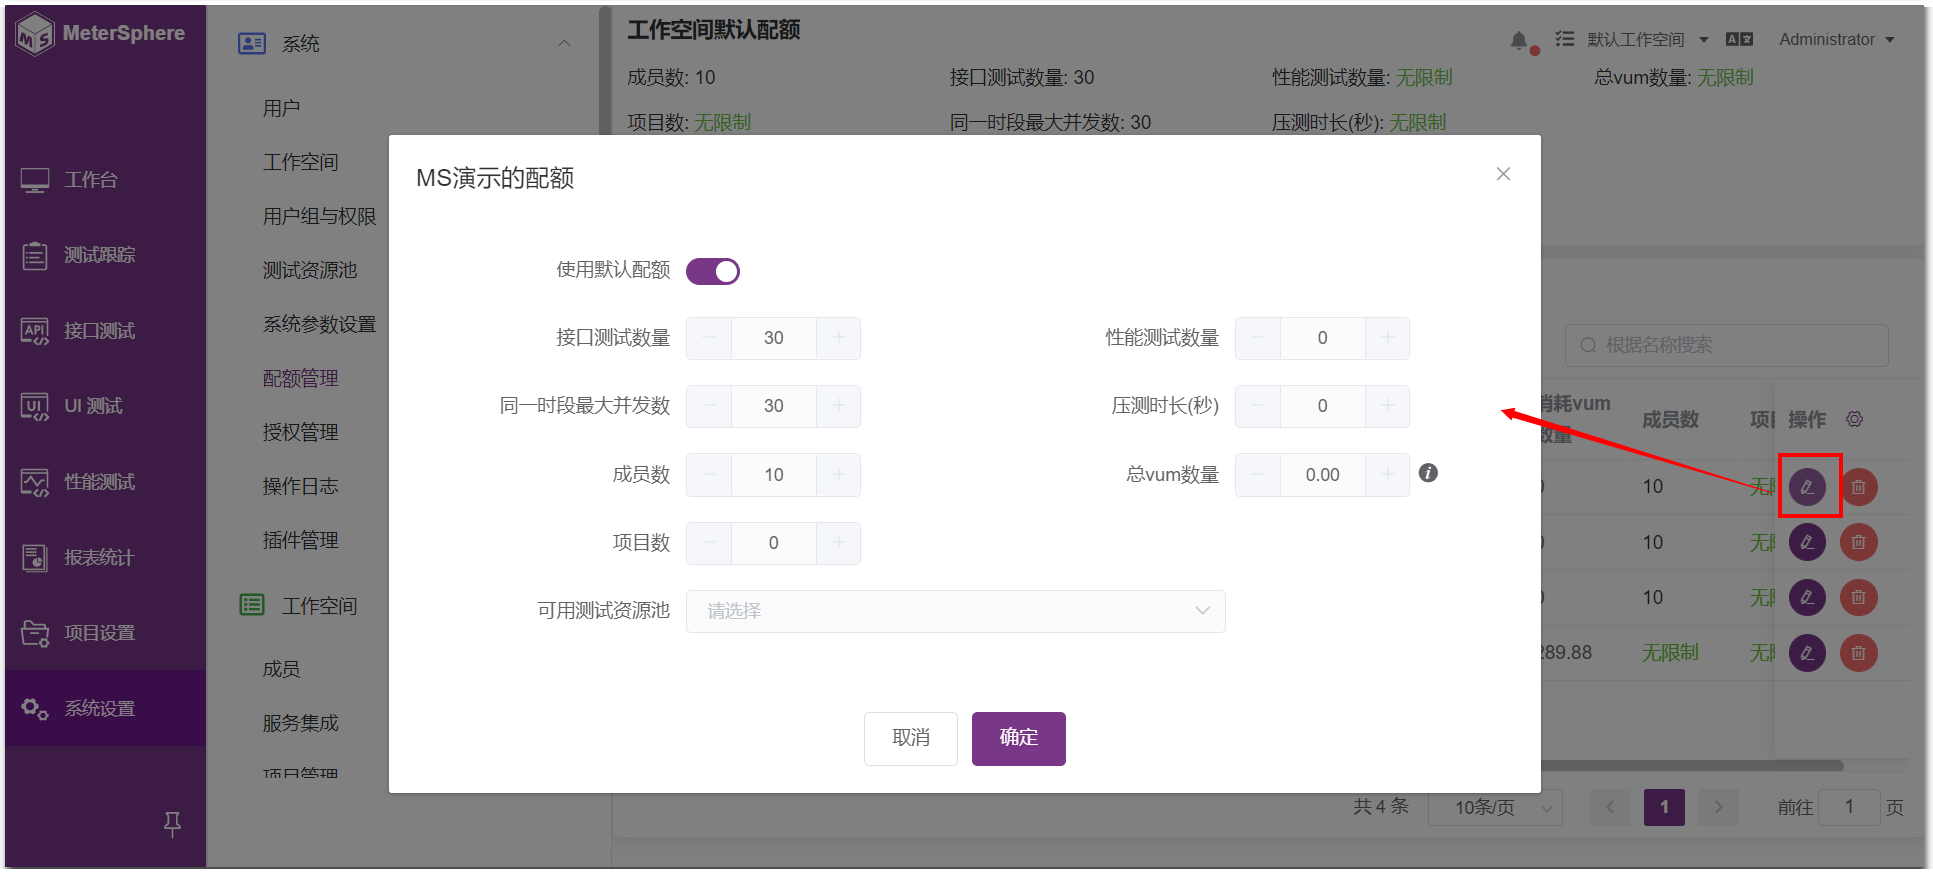 MeterSphere
工作台
测试跟踪
接口测试
UI 测试
性能测试
报表统计
项目设置
系统设置
系统
用户
工作空间
用户组与权限
测试资源池
系统参数设置
配额管理
授权管理
操作日志
插件管理
工作空间
成员
服务集成
项目管理
工作空间默认配额
默认工作空间
Administrator
成员数: 10
接口测试数量: 30
性能测试数量: 无限制
总vum数量: 无限制
项目数: 无限制
同一时段最大并发数: 30
压测时长(秒): 无限制
MS演示的配额
使用默认配额
接口测试数量
30
性能测试数量
0
同一时段最大并发数
30
压测时长(秒)
0
成员数
10
总vum数量
0.00
项目数
0
可用测试资源池
请选择
取消
确定
根据名称搜索
消耗vum
数量
成员数
操作
10
10
10
289.88
无限制
共 4 条
10条/页
1
前往
1
页